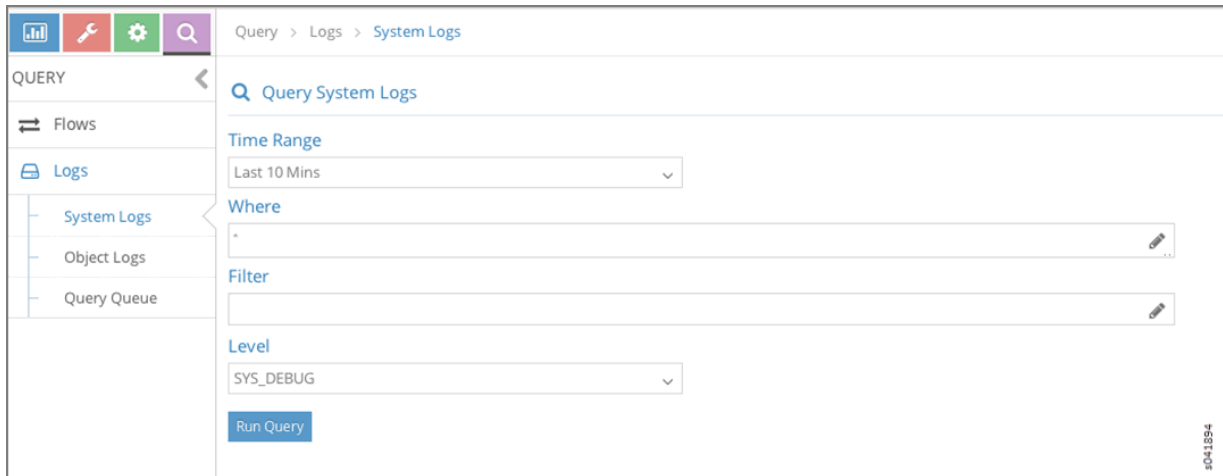 Query > Logs > System Logs
QUERY
Flows
Logs
System Logs
Object Logs
Query Queue
Query System Logs
Time Range
Last 10 Mins
Where
*
Filter
Level
SYS_DEBUG
Run Query
s041894